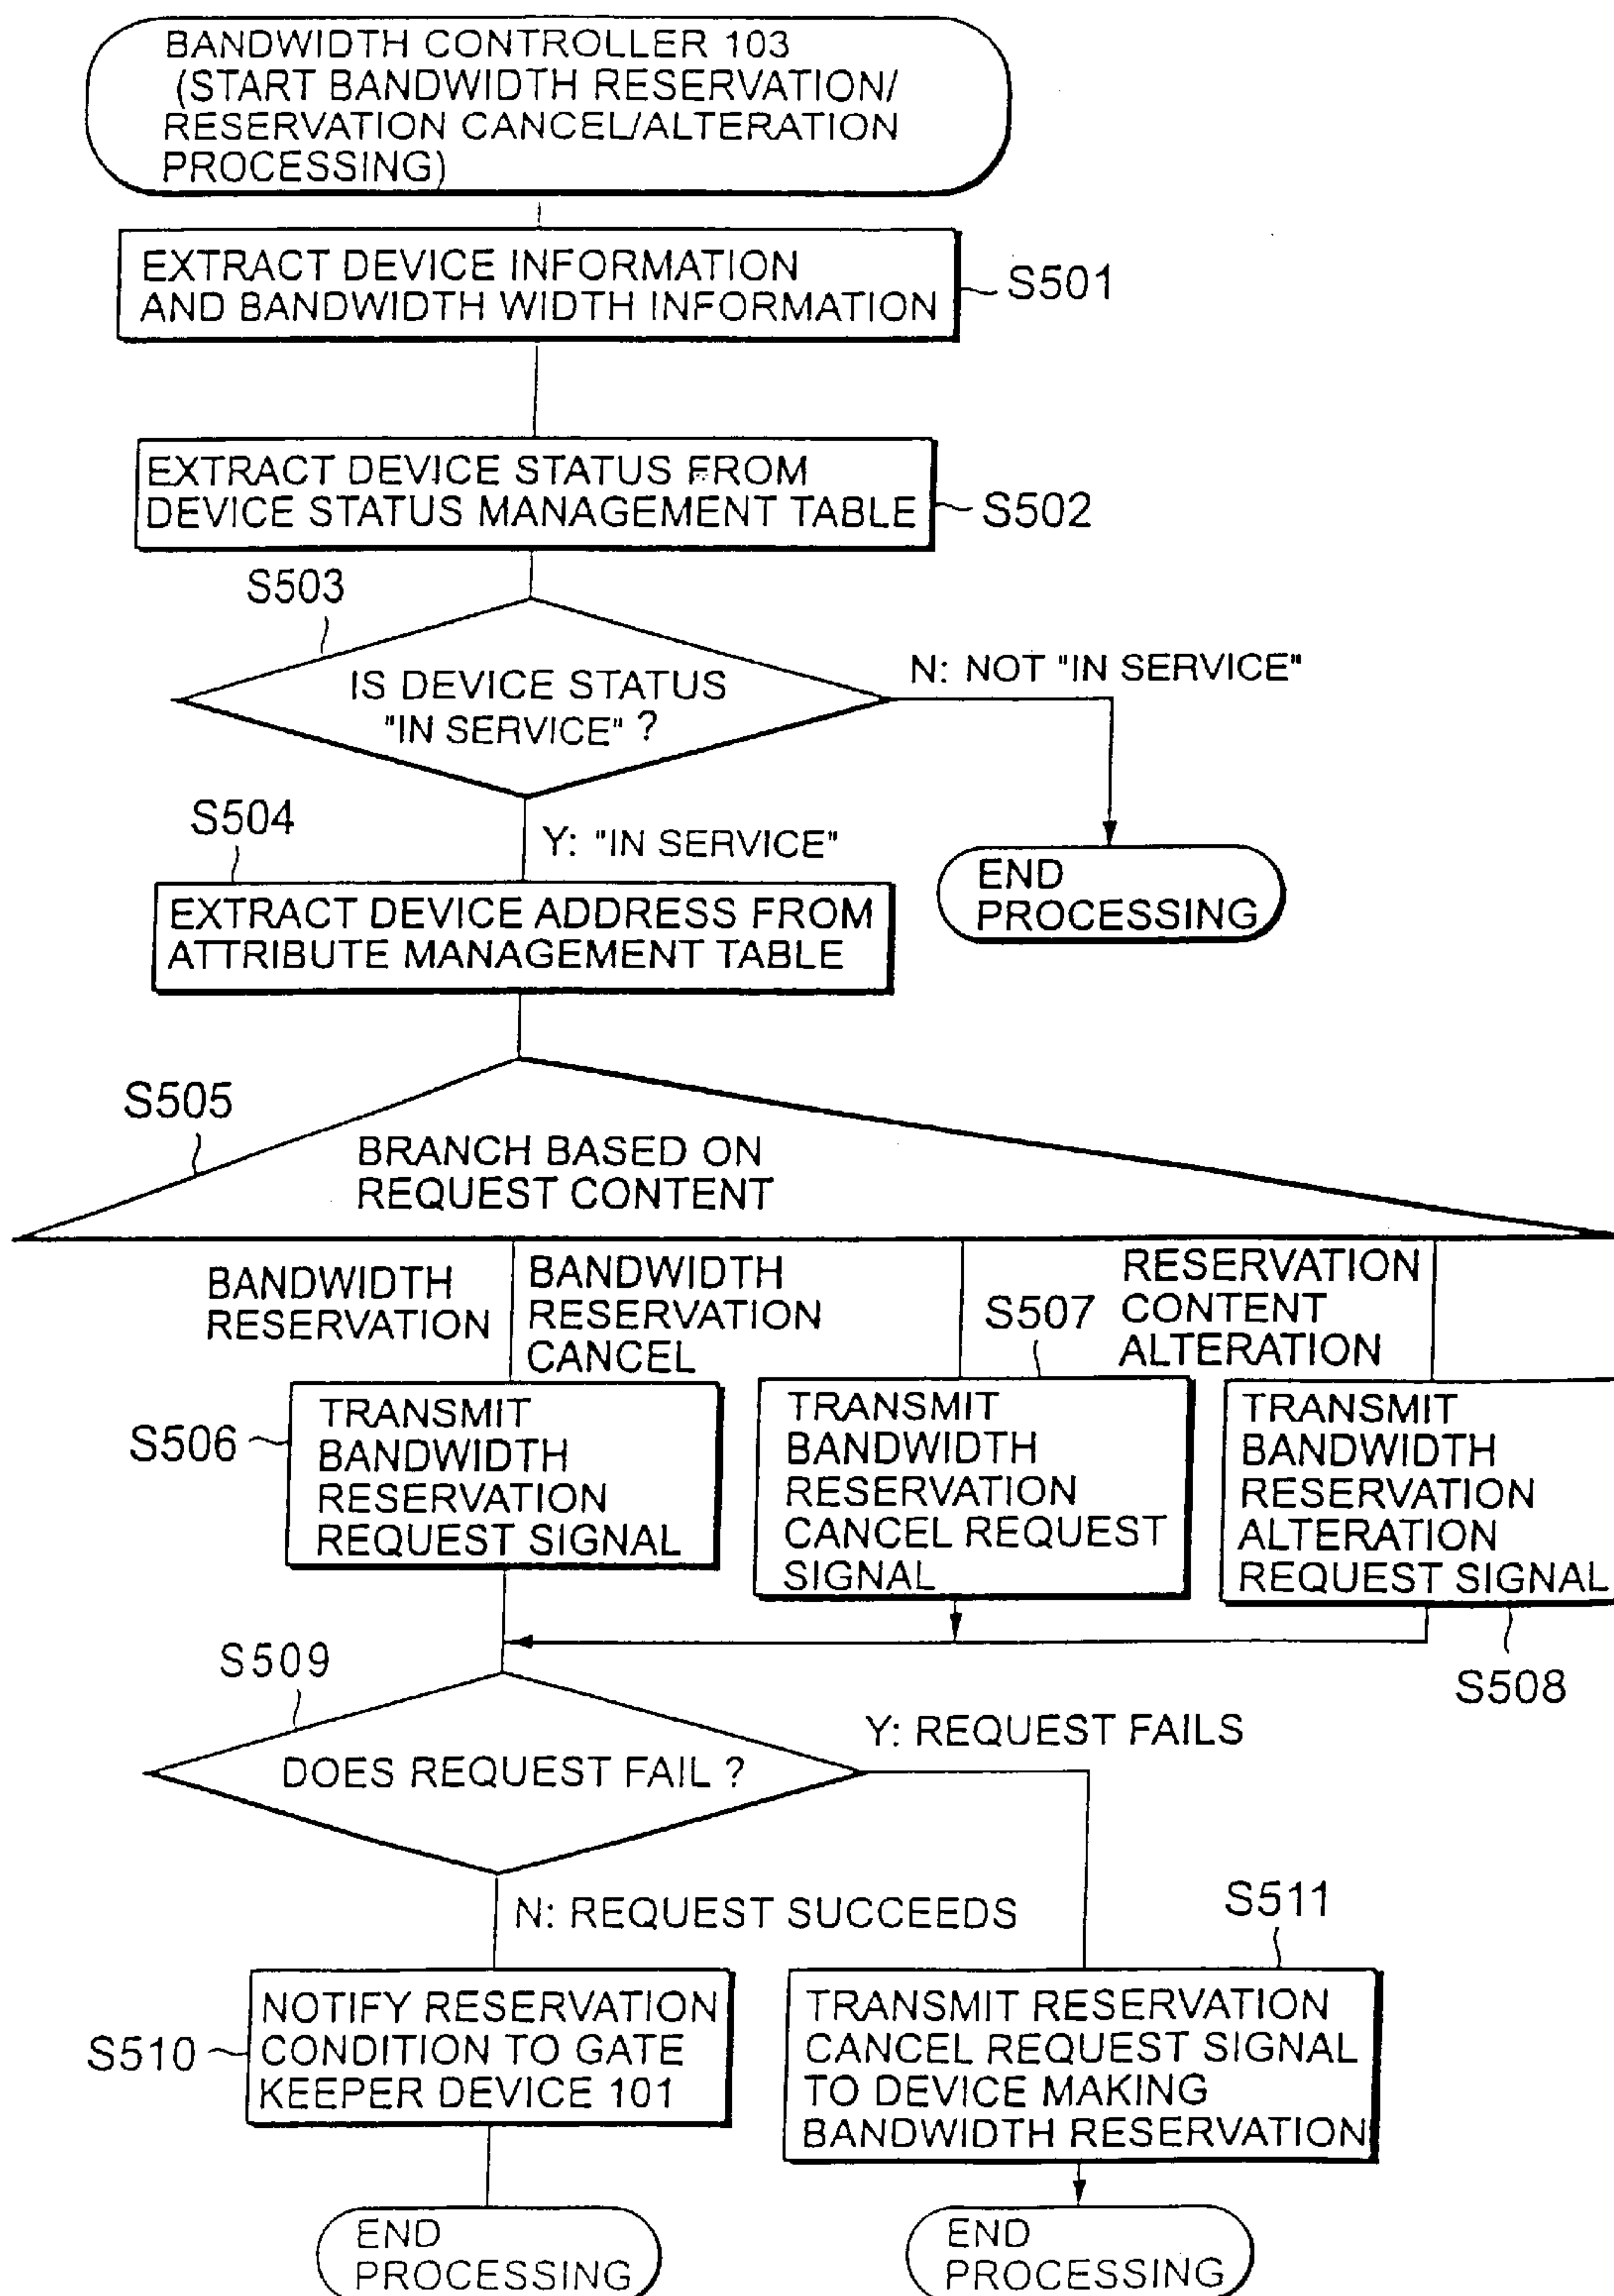 BANDWIDTH CONTROLLER 103
(START BANDWIDTH RESERVATION/
RESERVATION CANCEL/ALTERATION
PROCESSING)
EXTRACT DEVICE INFORMATION
AND BANDWIDTH WIDTH INFORMATION
S501
EXTRACT DEVICE STATUS FROM
DEVICE STATUS MANAGEMENT TABLE
S502
S503
IS DEVICE STATUS
"IN SERVICE" ?
N: NOT "IN SERVICE"
END
PROCESSING
S504
Y: "IN SERVICE"
EXTRACT DEVICE ADDRESS FROM
ATTRIBUTE MANAGEMENT TABLE
S505
BRANCH BASED ON
REQUEST CONTENT
BANDWIDTH
RESERVATION
BANDWIDTH
RESERVATION
CANCEL
S507
RESERVATION
CONTENT
ALTERATION
S506
TRANSMIT
BANDWIDTH
RESERVATION
REQUEST SIGNAL
TRANSMIT
BANDWIDTH
RESERVATION
CANCEL REQUEST
SIGNAL
TRANSMIT
BANDWIDTH
RESERVATION
ALTERATION
REQUEST SIGNAL
S508
S509
DOES REQUEST FAIL ?
Y: REQUEST FAILS
N: REQUEST SUCCEEDS
S511
S510
NOTIFY RESERVATION
CONDITION TO GATE
KEEPER DEVICE 101
TRANSMIT RESERVATION
CANCEL REQUEST SIGNAL
TO DEVICE MAKING
BANDWIDTH RESERVATION
END
PROCESSING
END
PROCESSING